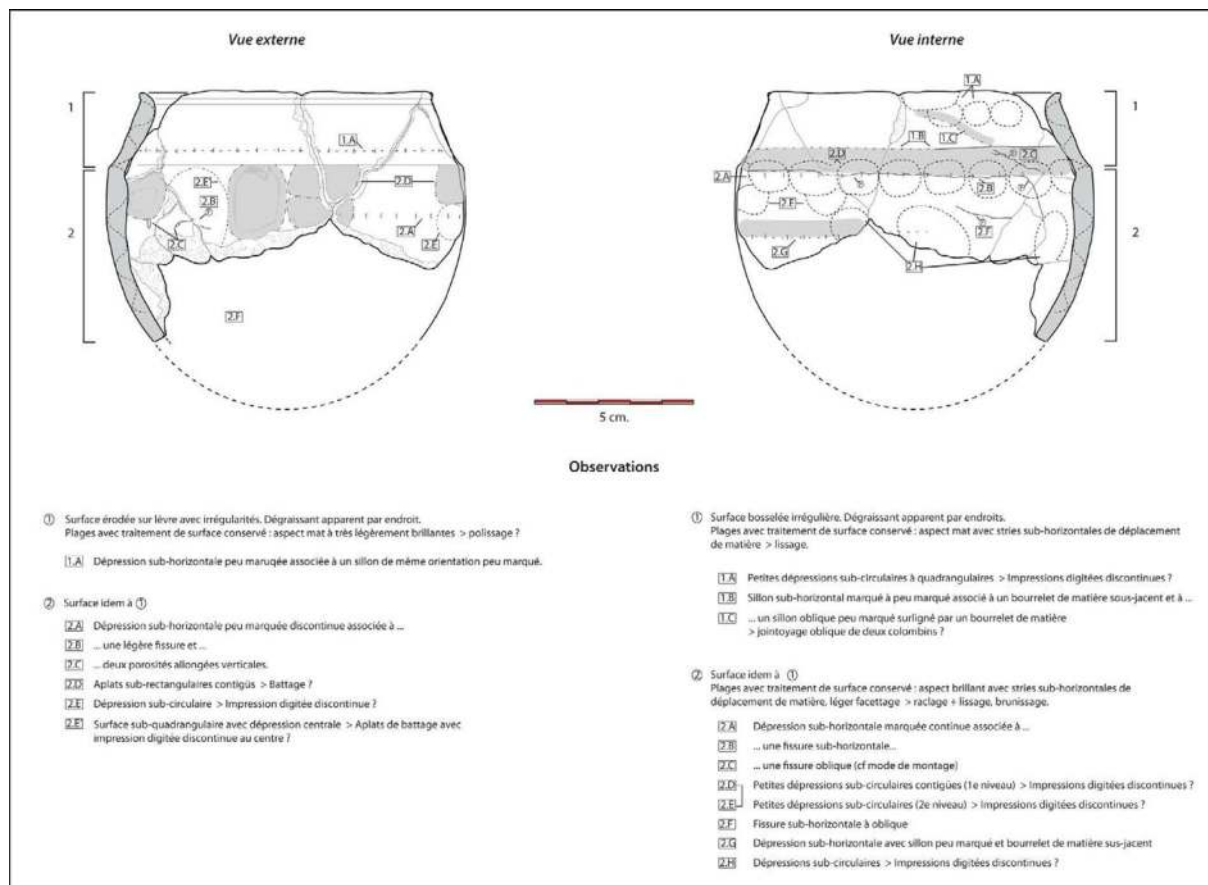 Vue externe
Vue interne
1
2
1.A
2.E'
2.B
2.C
2.D
2.A
2.E
2.F
1
2
1.A
1.B
1.C
2.D
2.C
2.A
2.B
2.E
2.F
2.G
2.H
5 cm.
Observations
① Surface érodée sur lèvre avec irrégularités. Dégraissant apparent par endroit.
Plages avec traitement de surface conservé : aspect mat à très légèrement brillantes > polissage ?
1.A Dépression sub-horizontale peu maruqée associée à un sillon de même orientation peu marqué.
② Surface idem à ①
2.A Dépression sub-horizontale peu marquée discontinue associée à ...
2.B ... une légère fissure et ...
2.C ... deux porosités allongées verticales.
2.D Aplats sub-rectangulaires contigüs > Battage ?
2.E Dépression sub-circulaire > Impression digitée discontinue ?
2.E' Surface sub-quadrangulaire avec dépression centrale > Aplats de battage avec
impression digitée discontinue au centre ?
① Surface bosselée irrégulière. Dégraissant apparent par endroits.
Plages avec traitement de surface conservé : aspect mat avec stries sub-horizontales de déplacement
de matière > lissage.
1.A Petites dépressions sub-circulaires à quadrangulaires > Impressions digitées discontinues ?
1.B Sillon sub-horizontal marqué à peu marqué associé à un bourrelet de matière sous-jacent et à ...
1.C ... un sillon oblique peu marqué surligné par un bourrelet de matière
> jointoyage oblique de deux colombins ?
② Surface idem à ①
Plages avec traitement de surface conservé : aspect brillant avec stries sub-horizontales de
déplacement de matière, léger facettage > raclage + lissage, brunissage.
2.A Dépression sub-horizontale marquée continue associée à ...
2.B ... une fissure sub-horizontale...
2.C ... une fissure oblique (cf mode de montage)
2.D Petites dépressions sub-circulaires contigües (1e niveau) > Impressions digitées discontinues ?
2.E Petites dépressions sub-circulaires (2e niveau) > Impressions digitées discontinues ?
2.F Fissure sub-horizontale à oblique
2.G Dépression sub-horizontale avec sillon peu marqué et bourrelet de matière sus-jacent
2.H Dépressions sub-circulaires > Impressions digitées discontinues ?